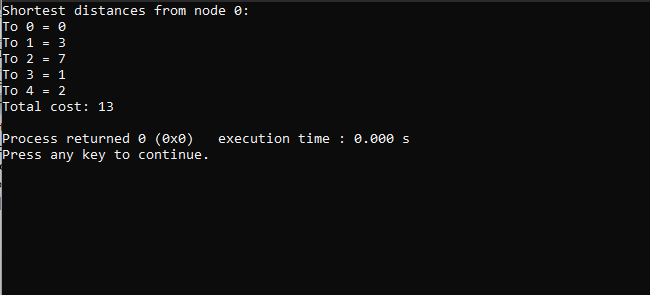 Shortest distances from node 0:
To 0 = 0
To 1 = 3
To 2 = 7
To 3 = 1
To 4 = 2
Total cost: 13
Process returned 0 (0x0)   execution time : 0.000 s
Press any key to continue.